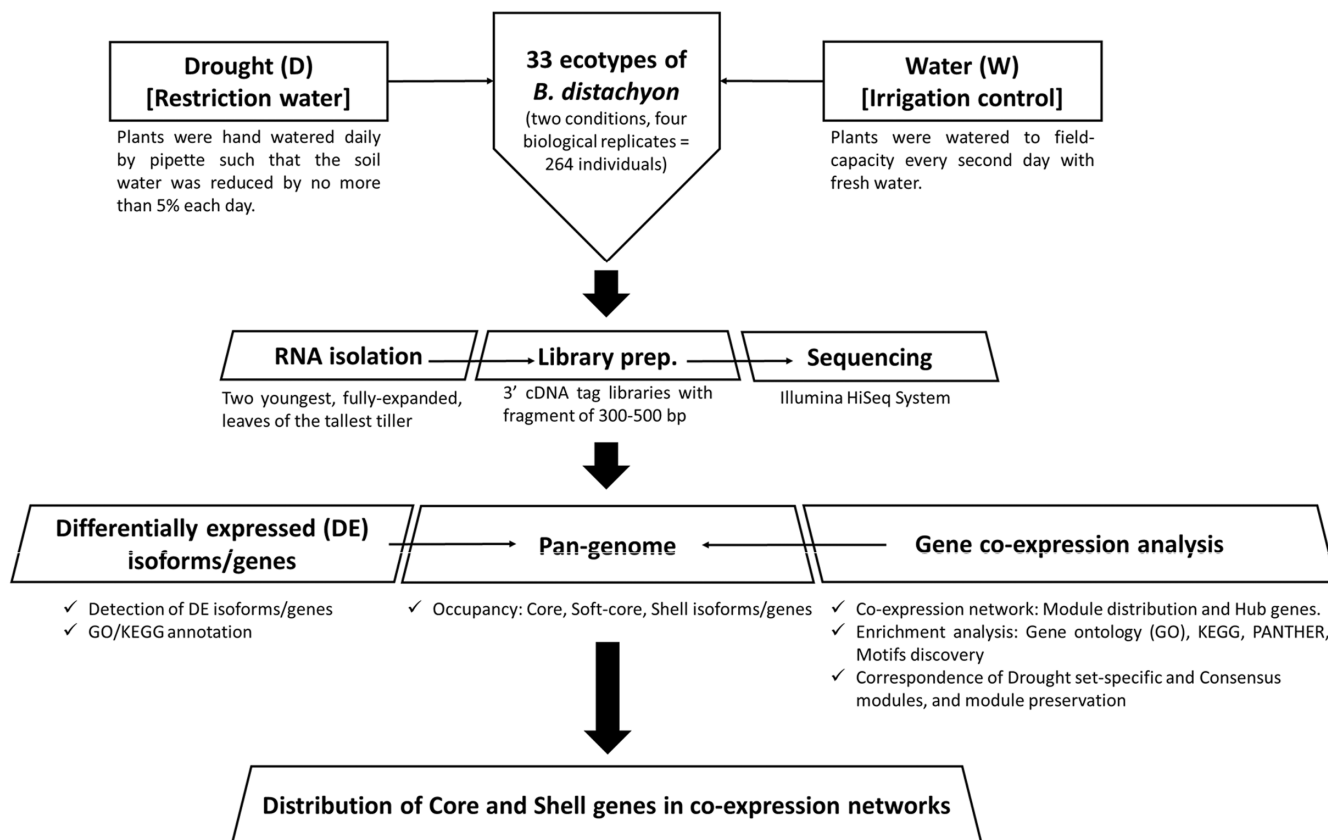 Drought (D)
[Restriction water]
Plants were hand watered daily
by pipette such that the soil
water was reduced by no more
than 5% each day.
33 ecotypes of
B. distachyon
(two conditions, four
biological replicates =
264 individuals)
Water (W)
[Irrigation control]
Plants were watered to field-
capacity every second day with
fresh water.
RNA isolation
Two youngest, fully-expanded,
leaves of the tallest tiller
Library prep.
3’ cDNA tag libraries with
fragment of 300-500 bp
Sequencing
Illumina HiSeq System
Differentially expressed (DE)
isoforms/genes
✓ Detection of DE isoforms/genes
✓ GO/KEGG annotation
Pan-genome
✓ Occupancy: Core, Soft-core, Shell isoforms/genes
Gene co-expression analysis
✓ Co-expression network: Module distribution and Hub genes.
✓ Enrichment analysis: Gene ontology (GO), KEGG, PANTHER,
Motifs discovery
✓ Correspondence of Drought set-specific and Consensus
modules, and module preservation
Distribution of Core and Shell genes in co-expression networks